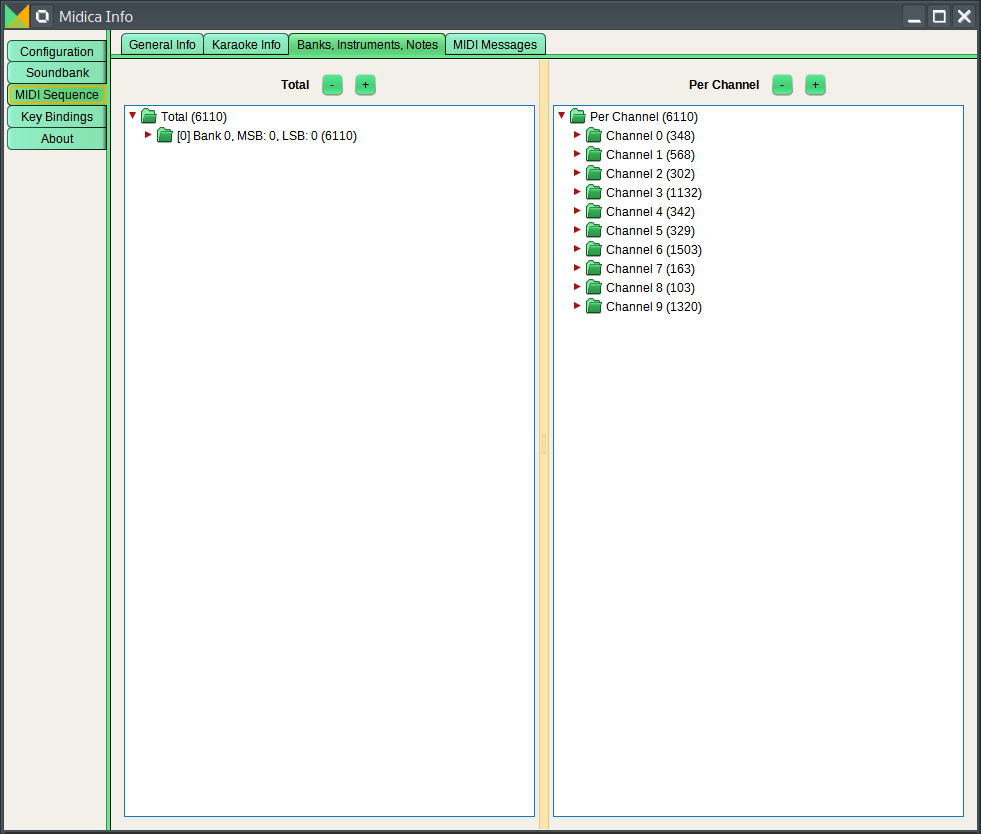 Midica Info
Configuration
Soundbank
MIDI Sequence
Key Bindings
About
General Info Karaoke Info Banks, Instruments, Notes MIDI Messages
Total - +
Total (6110)
[0] Bank 0, MSB: 0, LSB: 0 (6110)
Per Channel - +
Per Channel (6110)
Channel 0 (348)
Channel 1 (568)
Channel 2 (302)
Channel 3 (1132)
Channel 4 (342)
Channel 5 (329)
Channel 6 (1503)
Channel 7 (163)
Channel 8 (103)
Channel 9 (1320)